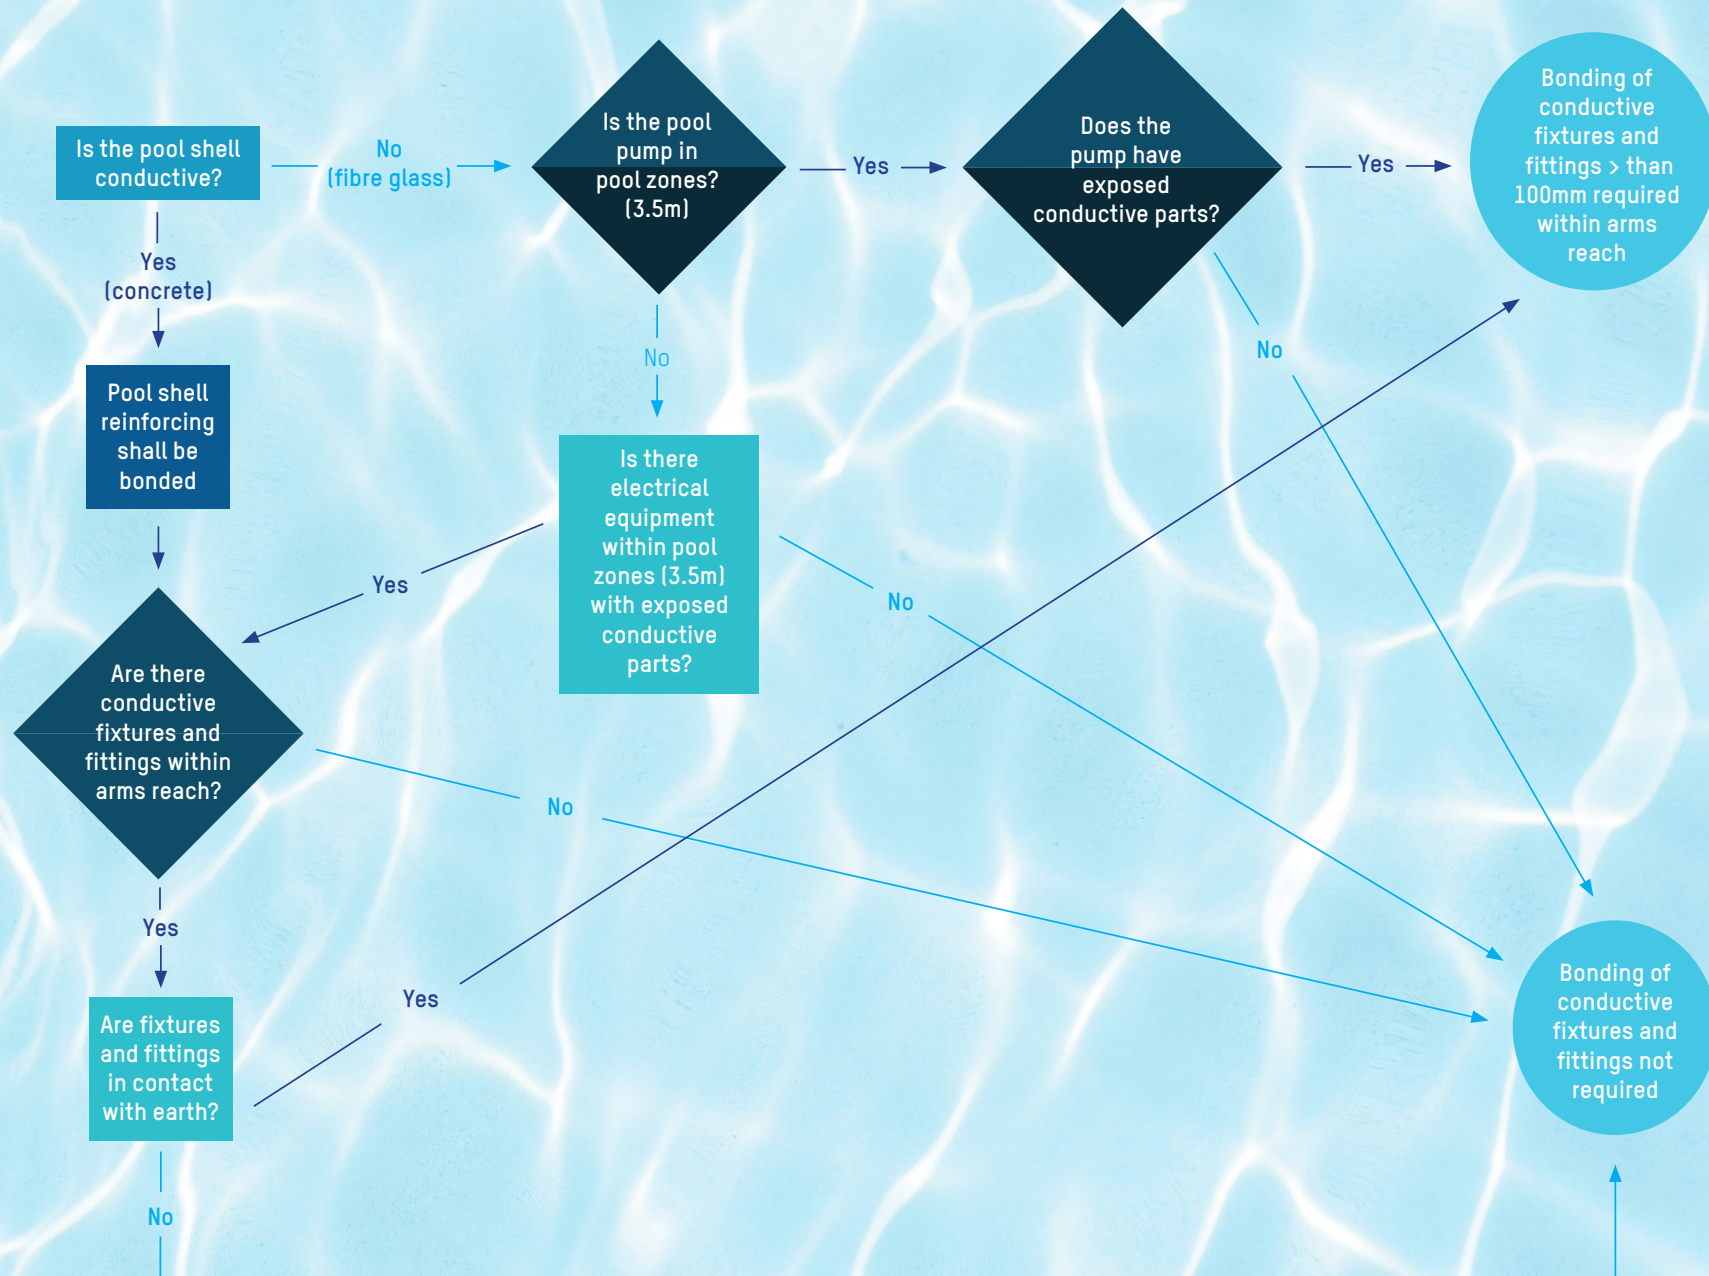 Is the pool shell
conductive?
No
(fibre glass)
Is the pool
pump in
pool zones?
(3.5m)
Yes
Does the
pump have
exposed
conductive parts?
Yes
Bonding of
conductive
fixtures and
fittings > than
100mm required
within arms
reach
Yes
(concrete)
No
No
Pool shell
reinforcing
shall be
bonded
Is there
electrical
equipment
within pool
zones (3.5m)
with exposed
conductive
parts?
Yes
No
Are there
conductive
fixtures and
fittings within
arms reach?
No
Yes
Yes
Are fixtures
and fittings
in contact
with earth?
Bonding of
conductive
fixtures and
fittings not
required
No